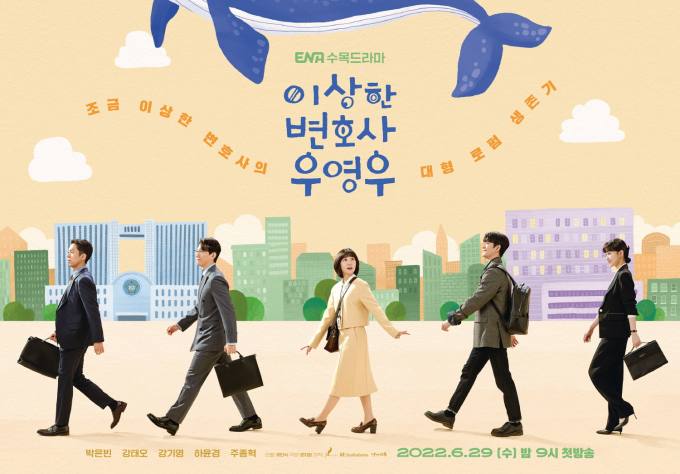 ENA 수목드라마
이상한
변호사
우영우
조금 이상한 변호사의
대형 로펌 생존기
박은빈 강태오 강기영 하윤경 주종혁
2022.6.29 (수) 밤 9시 첫방송